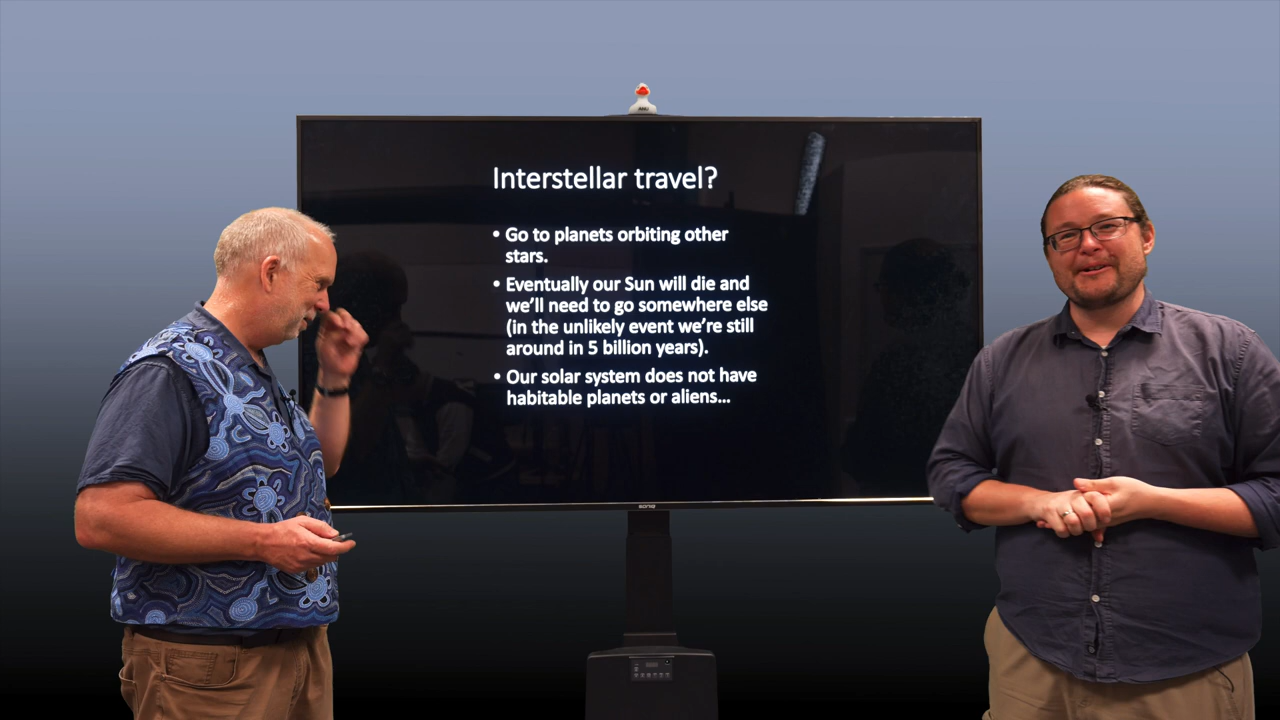 Interstellar travel?
• Go to planets orbiting other
stars.
• Eventually our Sun will die and
we’ll need to go somewhere else
(in the unlikely event we’re still
around in 5 billion years).
• Our solar system does not have
habitable planets or aliens...
soniq